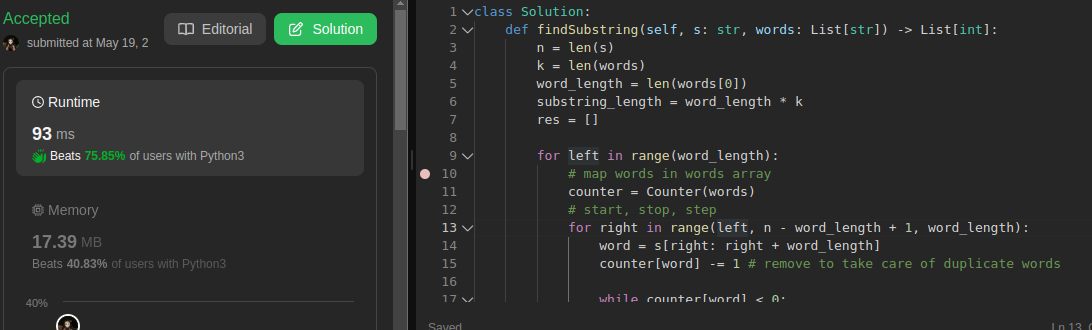 Accepted
submitted at May 19, 2
Editorial
Solution
Runtime
93 ms
Beats 75.85% of users with Python3
Memory
17.39 MB
Beats 40.83% of users with Python3
40%
1 class Solution:
2 def findSubstring(self, s: str, words: List[str]) -> List[int]:
3 n = len(s)
4 k = len(words)
5 word_length = len(words[0])
6 substring_length = word_length * k
7 res = []
8
9 for left in range(word_length):
10 # map words in words array
11 counter = Counter(words)
12 # start, stop, step
13 for right in range(left, n - word_length + 1, word_length):
14 word = s[right: right + word_length]
15 counter[word] -= 1 # remove to take care of duplicate words
16
17 while counter[word] < 0:
Saved
Ln 13